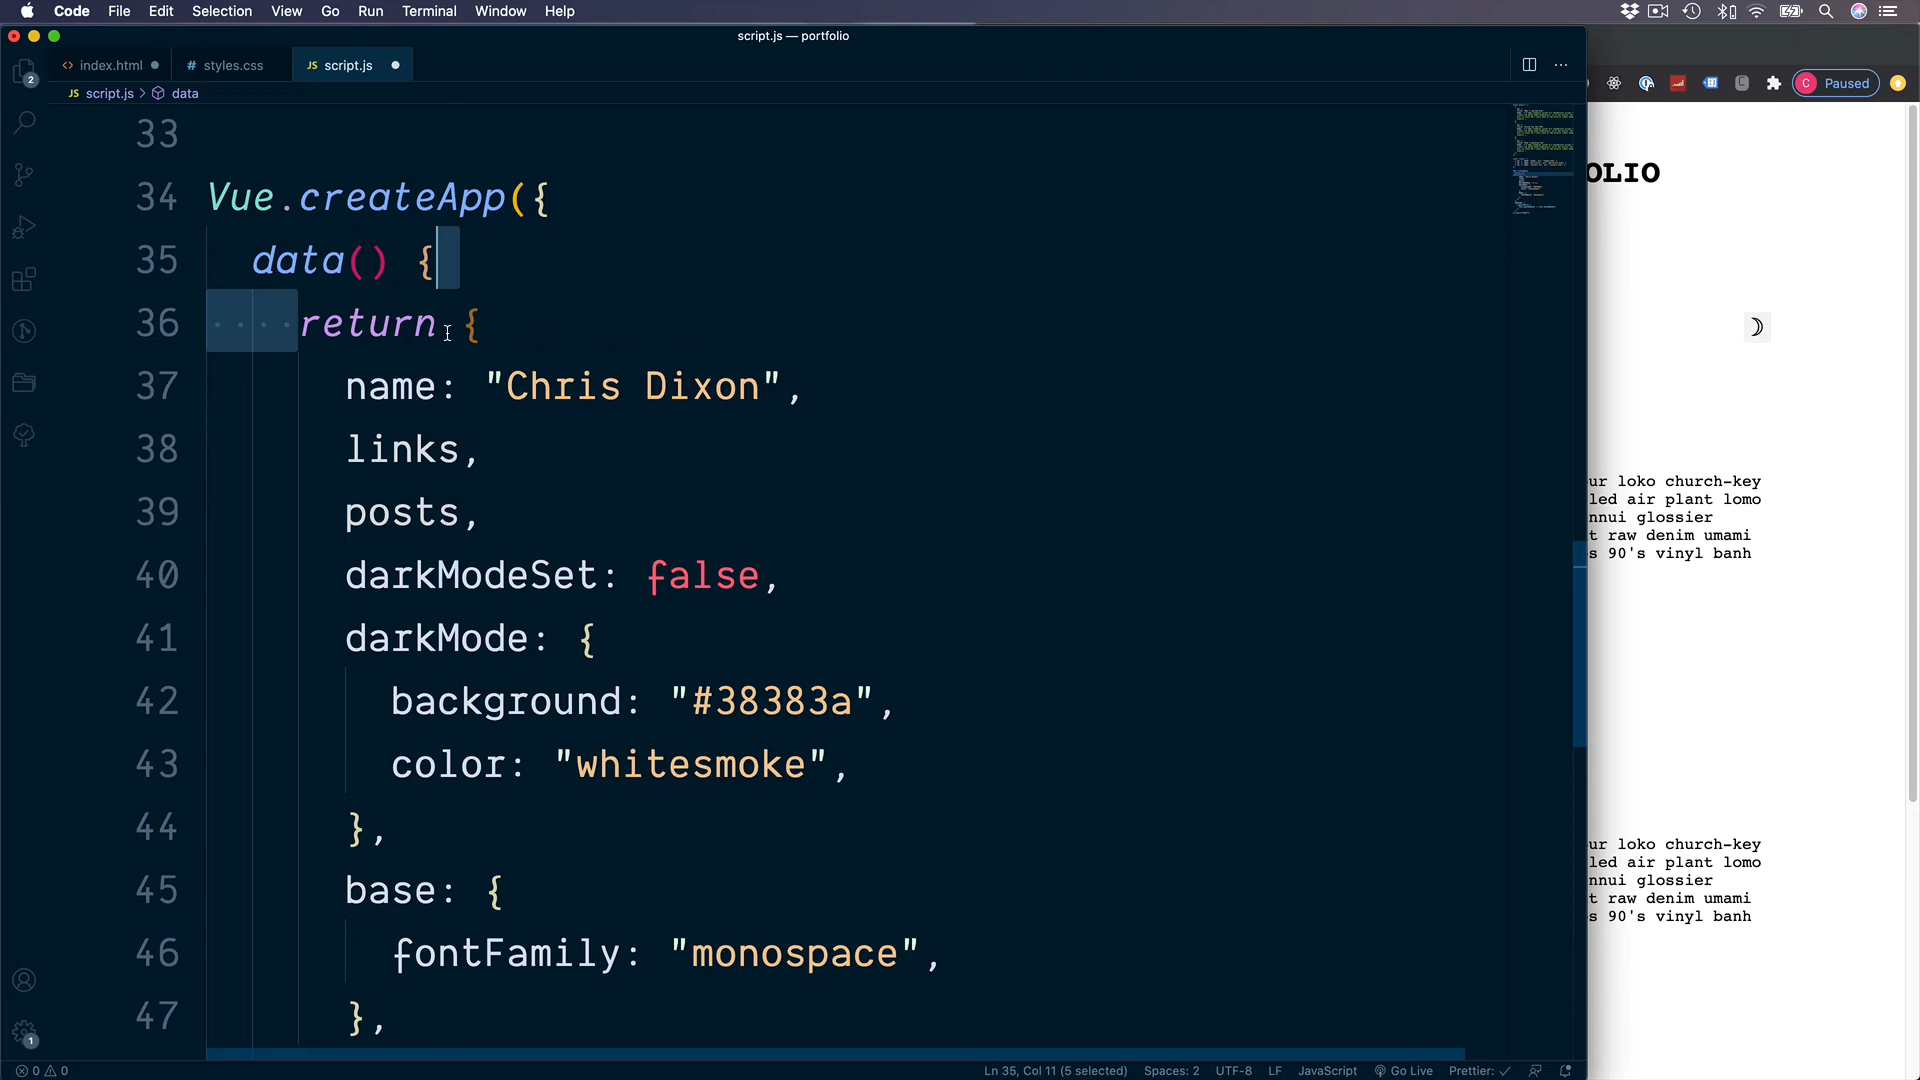 Code File Edit Selection View Go Run Terminal Window Help
script.js — portfolio
index.html
styles.css
JS script.js
JS script.js > data
C Paused
2
33
34 Vue.createApp({
35 data() {
36 return {
37 name: "Chris Dixon",
38 links,
39 posts,
40 darkModeSet: false,
41 darkMode: {
42 background: "#38383a",
43 color: "whitesmoke",
44 },
45 base: {
46 fontFamily: "monospace",
47 },
1
OLIO
ur loko church-key
led air plant lomo
nnui glossier
t raw denim umami
s 90's vinyl banh
ur loko church-key
led air plant lomo
nnui glossier
t raw denim umami
s 90's vinyl banh
0 0 Ln 35, Col 11 (5 selected) Spaces: 2 UTF-8 LF JavaScript Go Live Prettier: ✓